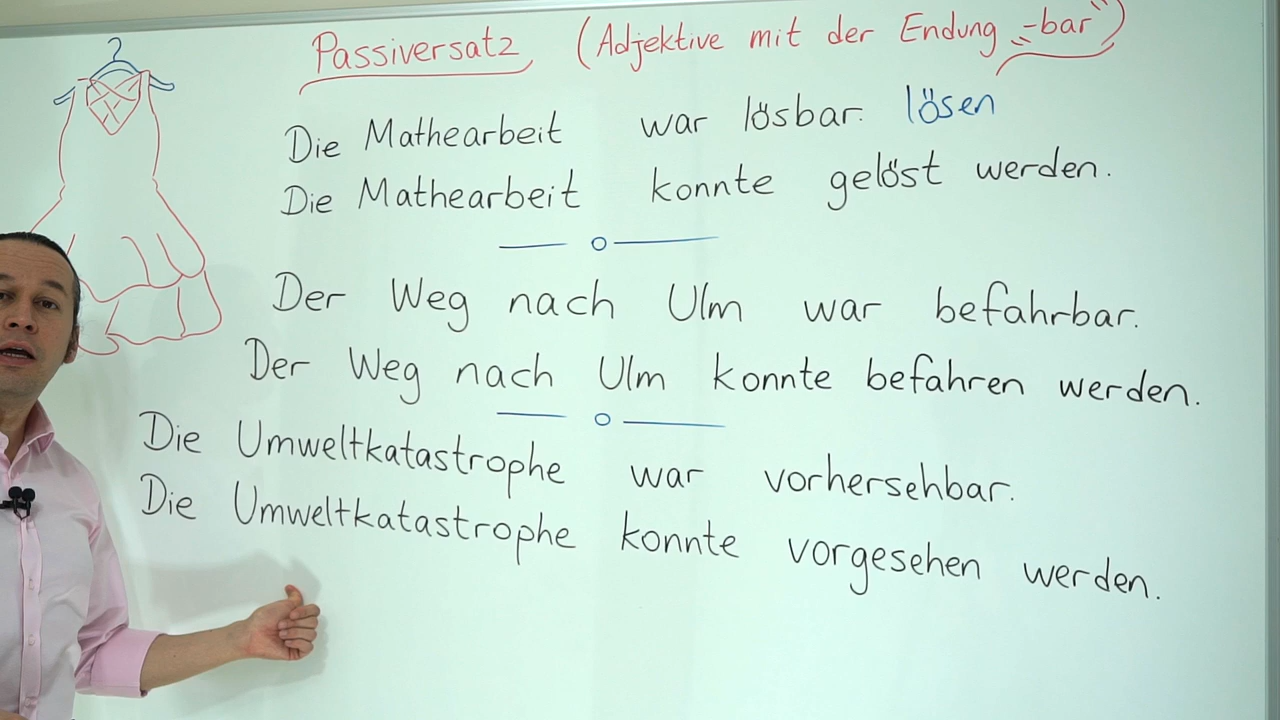 Passiversatz (Adjektive mit der Endung „-bar")
Die Mathearbeit war lösbar. lösen
Die Mathearbeit konnte gelöst werden.
Der Weg nach Ulm war befahrbar.
Der Weg nach Ulm konnte befahren werden.
Die Umweltkatastrophe war vorhersehbar.
Die Umweltkatastrophe konnte vorgesehen werden.